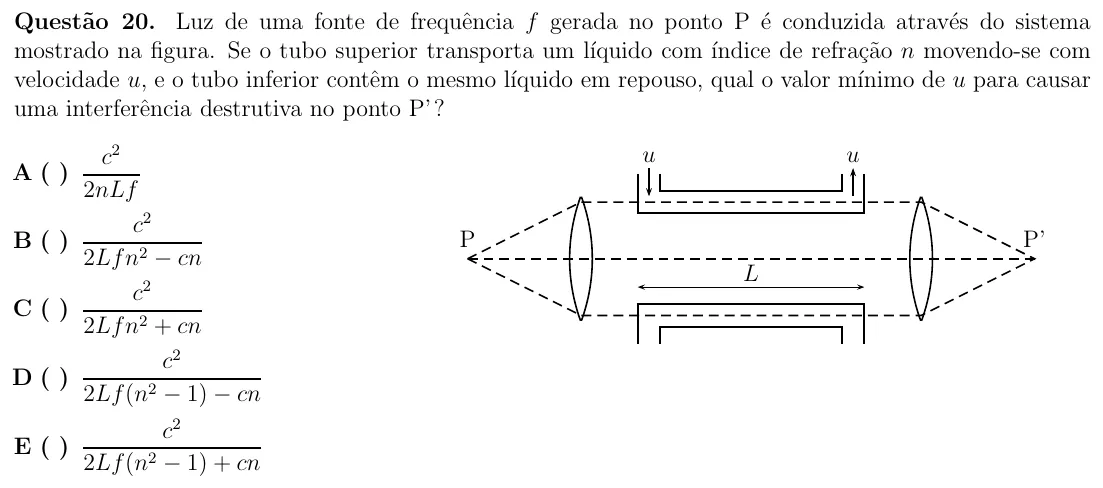 Questão 20. Luz de uma fonte de frequência f gerada no ponto P é conduzida através do sistema
mostrado na figura. Se o tubo superior transporta um líquido com índice de refração n movendo-se com
velocidade u, e o tubo inferior contêm o mesmo líquido em repouso, qual o valor mínimo de u para causar
uma interferência destrutiva no ponto P'?
A ( ) c²/(2nLf)
B ( ) c²/(2Lfn² − cn)
C ( ) c²/(2Lfn² + cn)
D ( ) c²/(2Lf(n² − 1) − cn)
E ( ) c²/(2Lf(n² − 1) + cn)
u u
P P'
L